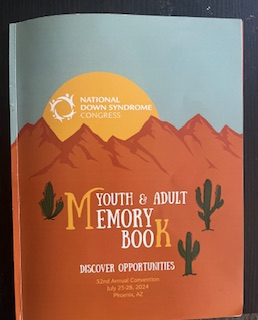 NATIONAL
DOWN SYNDROME
CONGRESS
YOUTH & ADULT
MEMORY
BOOK
DISCOVER OPPORTUNITIES
52nd Annual Convention
July 25-28, 2024
Phoenix, AZ